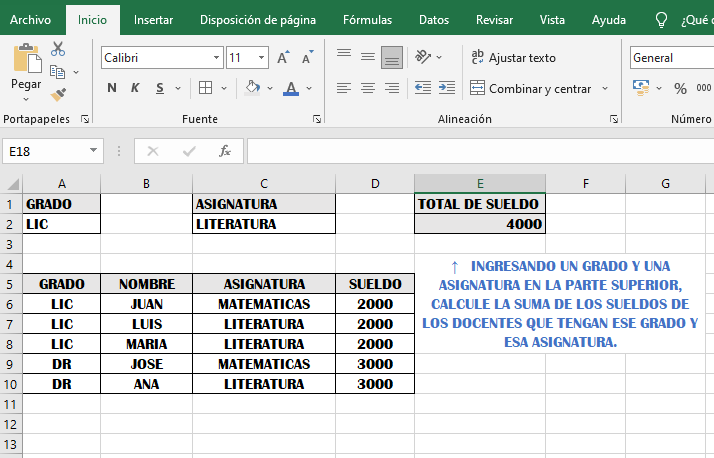 Archivo Inicio Insertar Disposición de página Fórmulas Datos Revisar Vista Ayuda ¿Qué
Pegar
Calibri 11 A A
N K S A
ab c Ajustar texto
Combinar y centrar
General
% 000
Portapapeles Fuente Alineación Número
E18 fx
A B C D E F G
1 GRADO ASIGNATURA TOTAL DE SUELDO
2 LIC LITERATURA 4000
3
4 ↑ INGRESANDO UN GRADO Y UNA
5 GRADO NOMBRE ASIGNATURA SUELDO ASIGNATURA EN LA PARTE SUPERIOR,
6 LIC JUAN MATEMATICAS 2000 CALCULE LA SUMA DE LOS SUELDOS DE
7 LIC LUIS LITERATURA 2000 LOS DOCENTES QUE TENGAN ESE GRADO Y
8 LIC MARIA LITERATURA 2000 ESA ASIGNATURA.
9 DR JOSE MATEMATICAS 3000
10 DR ANA LITERATURA 3000
11
12
13